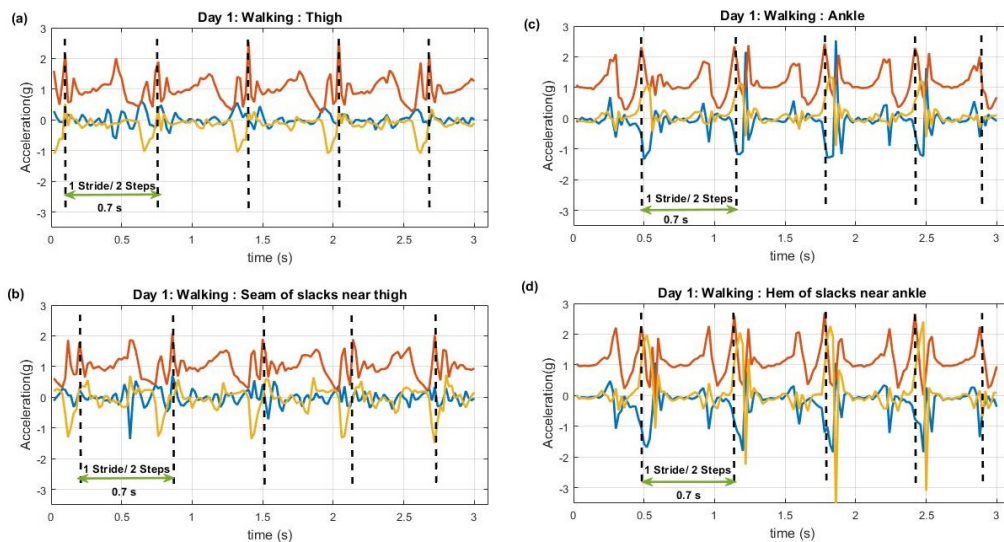 (a)
Day 1: Walking : Thigh
3
2
1
0
-1
-2
-3
Acceleration(g)
1 Stride/ 2 Steps
0.7 s
0 0.5 1 1.5 2 2.5 3
time (s)
(b)
Day 1: Walking : Seam of slacks near thigh
3
2
1
0
-1
-2
-3
Acceleration(g)
1 Stride/ 2 Steps
0.7 s
0 0.5 1 1.5 2 2.5 3
time (s)
(c)
Day 1: Walking : Ankle
3
2
1
0
-1
-2
-3
Acceleration(g)
1 Stride/ 2 Steps
0.7 s
0 0.5 1 1.5 2 2.5 3
time (s)
(d)
Day 1: Walking : Hem of slacks near ankle
3
2
1
0
-1
-2
-3
Acceleration(g)
1 Stride/ 2 Steps
0.7 s
0 0.5 1 1.5 2 2.5 3
time (s)